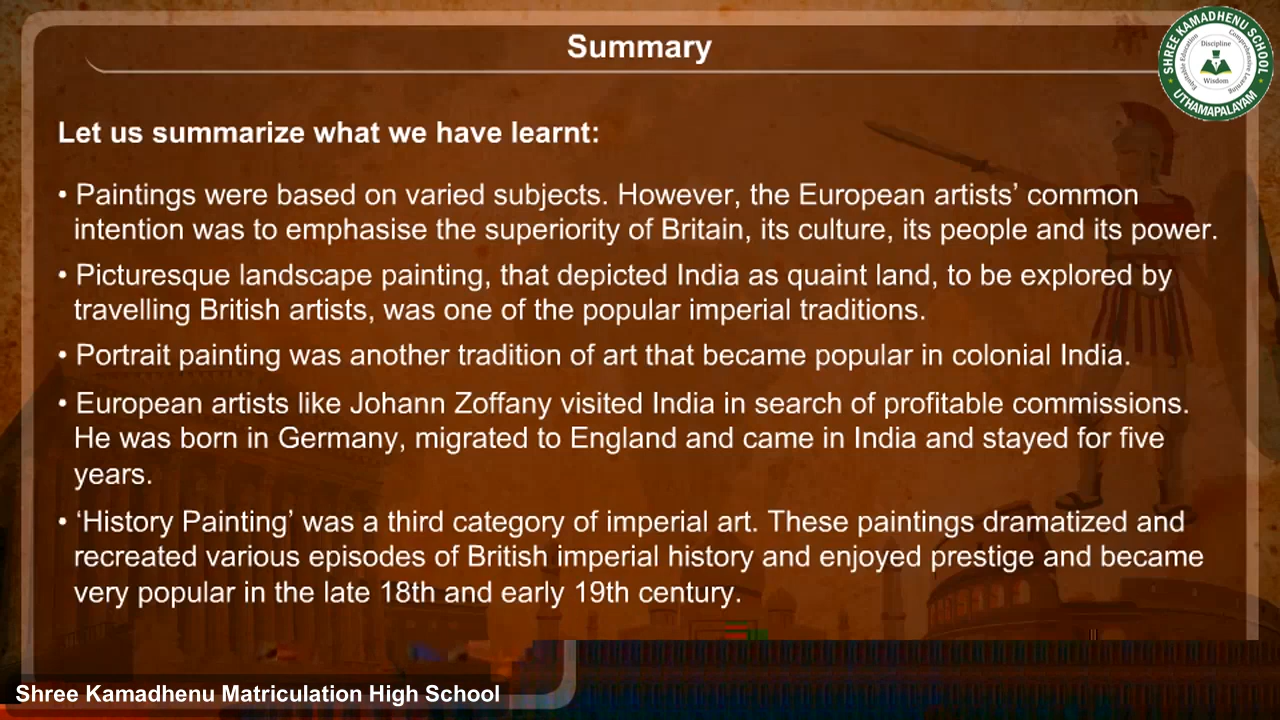 Summary
SHREE KAMADHENU SCHOOL
Equitable Education
Discipline
Comprehensive Learning
Wisdom
UTHAMAPALAYAM
Let us summarize what we have learnt:
• Paintings were based on varied subjects. However, the European artists’ common
intention was to emphasise the superiority of Britain, its culture, its people and its power.
• Picturesque landscape painting, that depicted India as quaint land, to be explored by
travelling British artists, was one of the popular imperial traditions.
• Portrait painting was another tradition of art that became popular in colonial India.
• European artists like Johann Zoffany visited India in search of profitable commissions.
He was born in Germany, migrated to England and came in India and stayed for five
years.
• ‘History Painting’ was a third category of imperial art. These paintings dramatized and
recreated various episodes of British imperial history and enjoyed prestige and became
very popular in the late 18th and early 19th century.
Shree Kamadhenu Matriculation High School